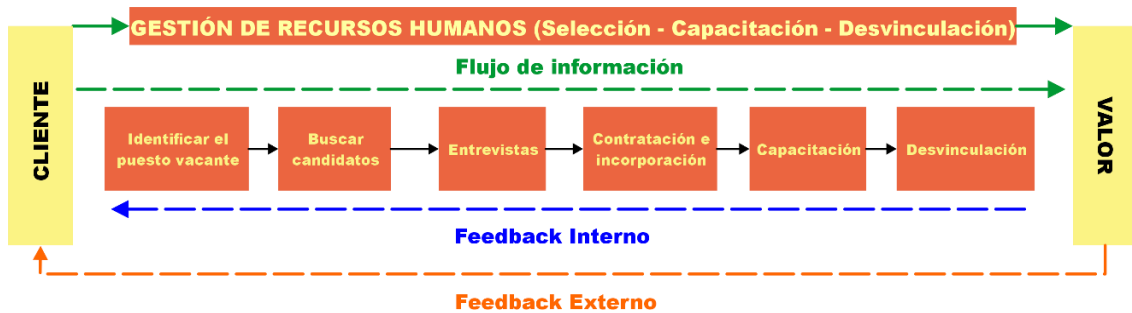 GESTIÓN DE RECURSOS HUMANOS (Selección - Capacitación - Desvinculación)
Flujo de información
CLIENTE
Identificar el
puesto vacante
Buscar
candidatos
Entrevistas
Contratación e
incorporación
Capacitación
Desvinculación
VALOR
Feedback Interno
Feedback Externo